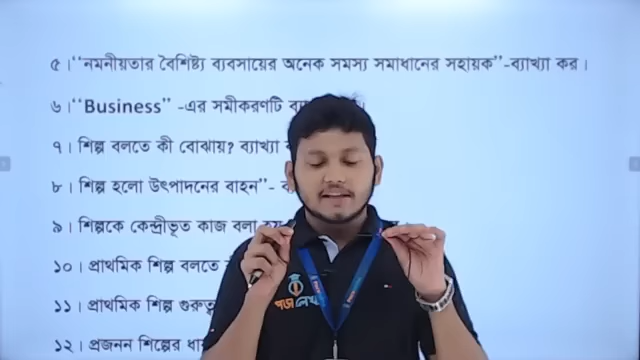 ৫। “নমনীয়তার বৈশিষ্ট্য ব্যবসায়ের অনেক সমস্য সমাধানের সহায়ক”-ব্যাখ্যা কর।
৬। “Business” -এর সমীকরণটি
৭। শিল্প বলতে কী বোঝায়? ব্যাখ্যা
৮। শিল্প হলো উৎপাদনের বাহন”-
৯। শিল্পকে কেন্দ্রীভূত কাজ বলা হয়
১০। প্রাথমিক শিল্প বলতে
১১। প্রাথমিক শিল্প
১২। প্রজনন শিল্পের